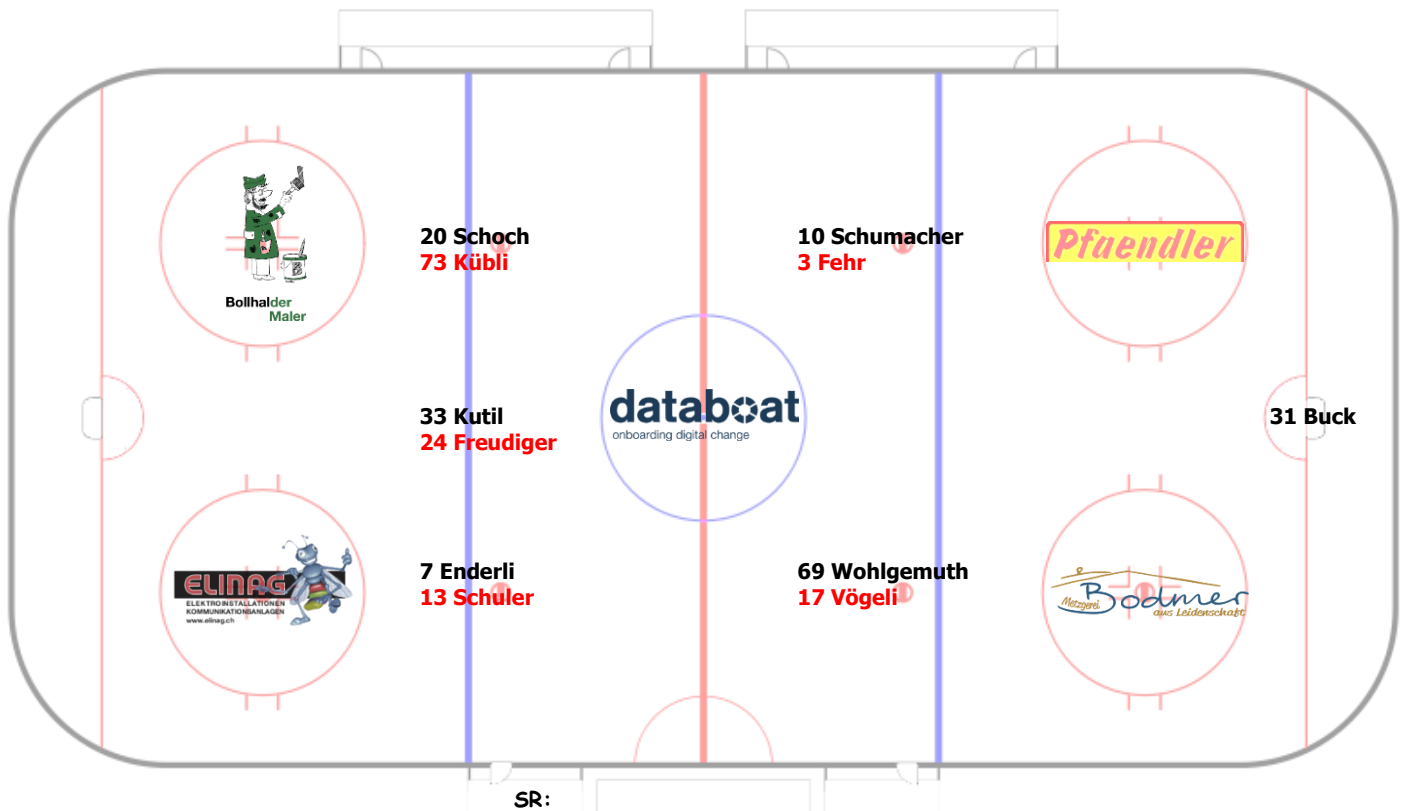 20 Schoch
73 Kübli
10 Schumacher
3 Fehr
Pfaendler
Bollhalder
Maler
33 Kutil
24 Freudiger
databoat
onboarding digital change
31 Buck
7 Enderli
13 Schuler
69 Wohlgemuth
17 Vögeli
ELINAG
ELEKTROINSTALLATIONEN
KOMMUNIKATIONSANLAGEN
www.elinag.ch
Metzgerei
Bodmer
aus Leidenschaft
SR: